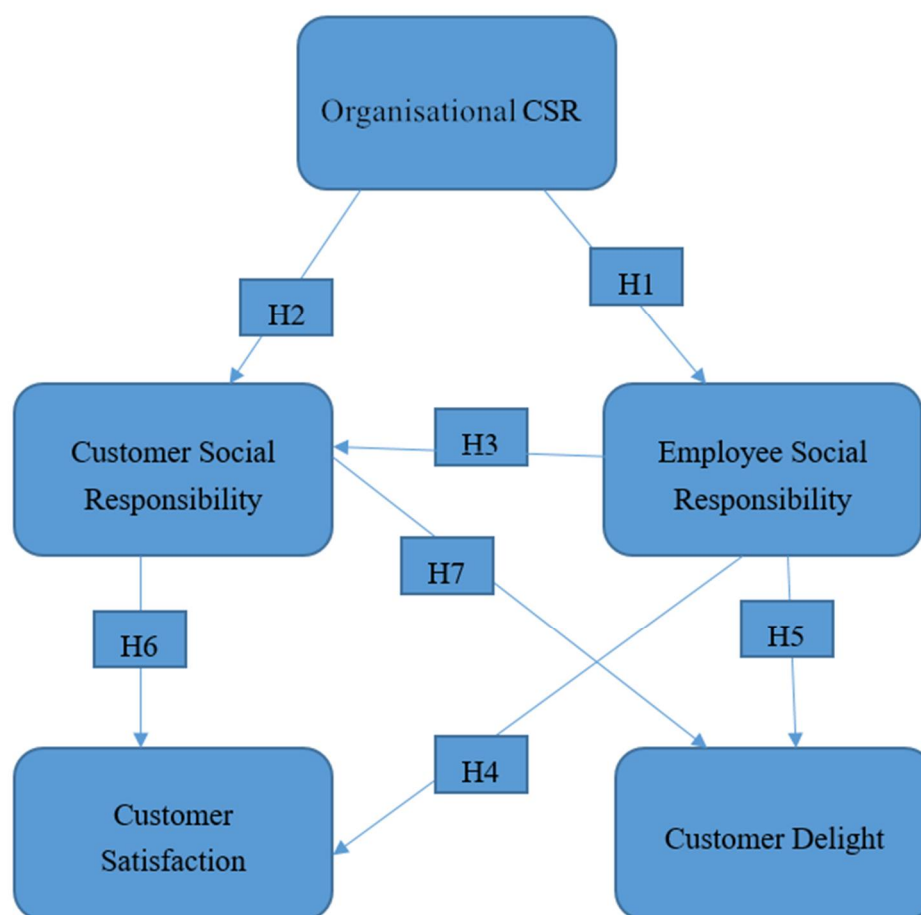 Organisational CSR
H2
H1
Customer Social
Responsibility
H3
Employee Social
Responsibility
H7
H6
H5
H4
Customer
Satisfaction
Customer Delight